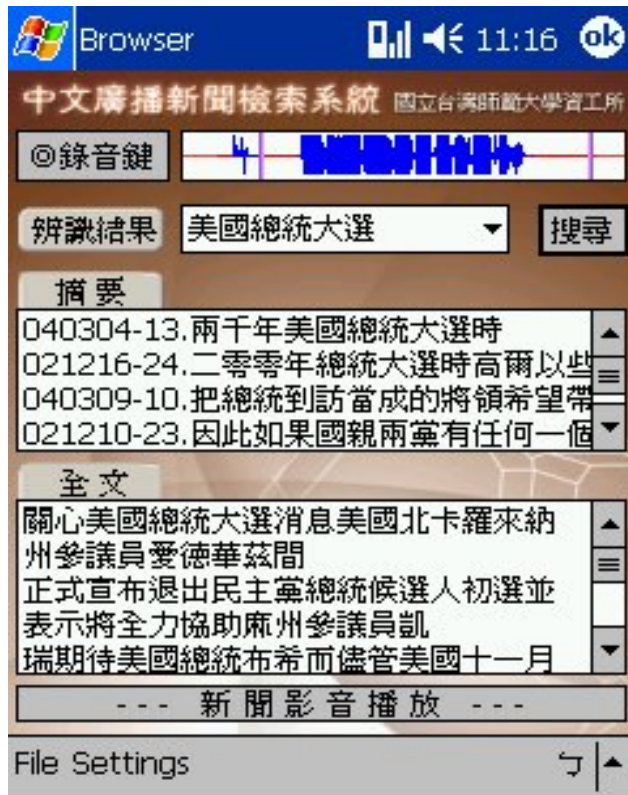 Browser 11:16 ok
中文廣播新聞檢索系統 國立台灣師範大學資工所
◎錄音鍵
辨識結果 美國總統大選 搜尋
摘要
040304-13.兩千年美國總統大選時
021216-24.二零零年總統大選時高爾以些
040309-10.把總統到訪當成的將領希望帶
021210-23.因此如果國親兩黨有任何一個
全文
關心美國總統大選消息美國北卡羅來納
州參議員愛德華茲間
正式宣布退出民主黨總統候選人初選並
表示將全力協助麻州參議員凱
瑞期待美國總統布希而儘管美國十一月
--- 新聞影音播放 ---
File Settings ㄅ